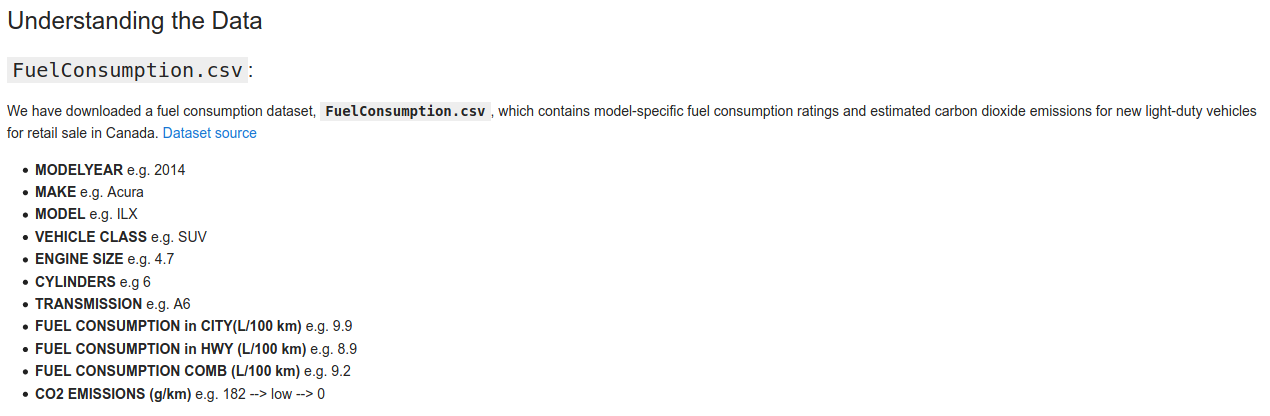 Understanding the Data
FuelConsumption.csv:
We have downloaded a fuel consumption dataset, FuelConsumption.csv, which contains model-specific fuel consumption ratings and estimated carbon dioxide emissions for new light-duty vehicles
for retail sale in Canada. Dataset source
• MODELYEAR e.g. 2014
• MAKE e.g. Acura
• MODEL e.g. ILX
• VEHICLE CLASS e.g. SUV
• ENGINE SIZE e.g. 4.7
• CYLINDERS e.g 6
• TRANSMISSION e.g. A6
• FUEL CONSUMPTION in CITY(L/100 km) e.g. 9.9
• FUEL CONSUMPTION in HWY (L/100 km) e.g. 8.9
• FUEL CONSUMPTION COMB (L/100 km) e.g. 9.2
• CO2 EMISSIONS (g/km) e.g. 182 --> low --> 0